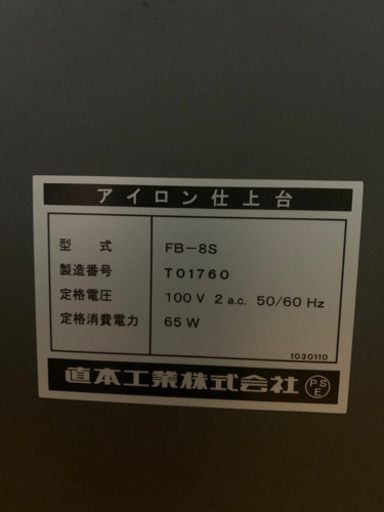 アイロン仕上台
型　式 FB-8S
製造番号 T01760
定格電圧 100V 2 a.c. 50/60 Hz
定格消費電力 65W
1030110
直本工業株式会社 PSE